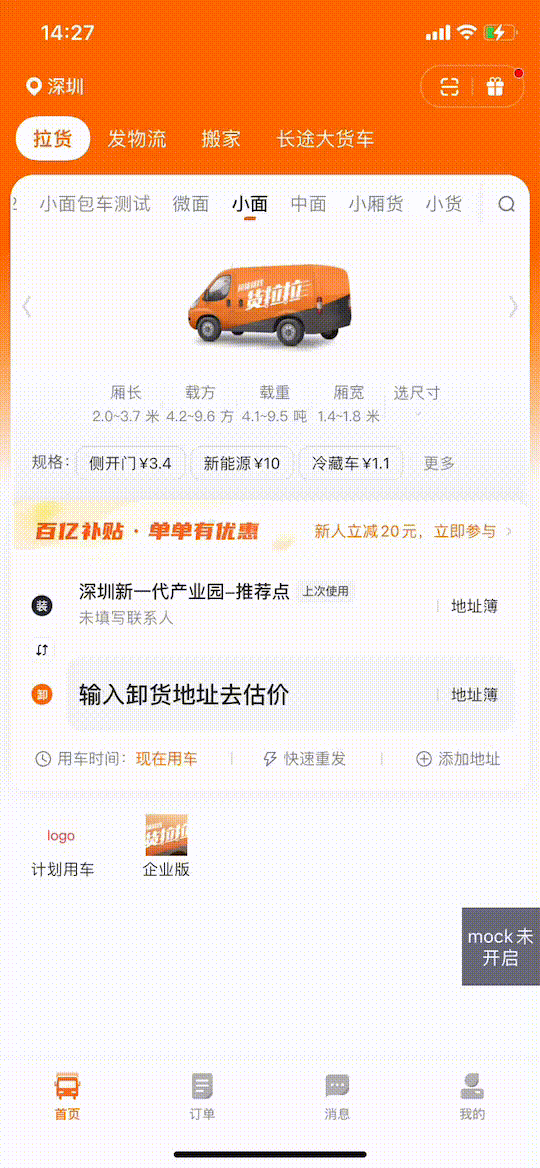 14:27
深圳
拉货 发物流 搬家 长途大货车
2 小面包车测试 微面 小面 中面 小厢货 小货
货拉拉
厢长 载方 载重 厢宽 选尺寸
2.0~3.7 米 4.2~9.6 方 4.1~9.5 吨 1.4~1.8 米
规格: 侧开门¥3.4 新能源¥10 冷藏车¥1.1 更多
百亿补贴 · 单单有优惠 新人立减20元，立即参与
装 深圳新一代产业园–推荐点 上次使用
未填写联系人 地址簿
卸 输入卸货地址去估价 地址簿
用车时间: 现在用车 快速重发 添加地址
logo 货拉拉
计划用车 企业版
mock未
开启
首页 订单 消息 我的